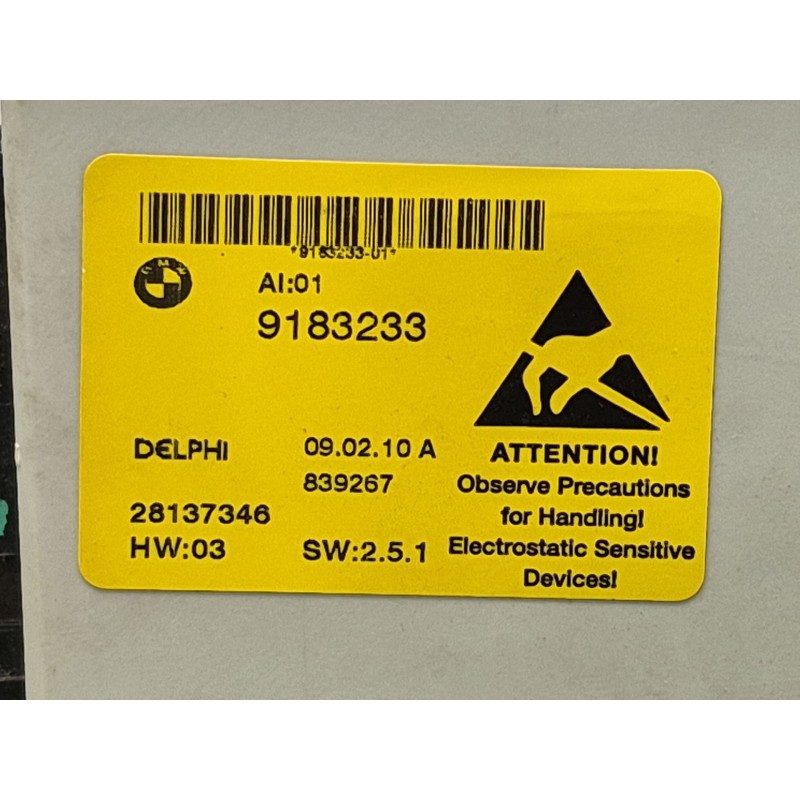 *9183233-01*
BMW
AI:01
9183233
DELPHI
09.02.10 A
839267
28137346
HW:03
SW:2.5.1
ATTENTION!
Observe Precautions
for Handling!
Electrostatic Sensitive
Devices!